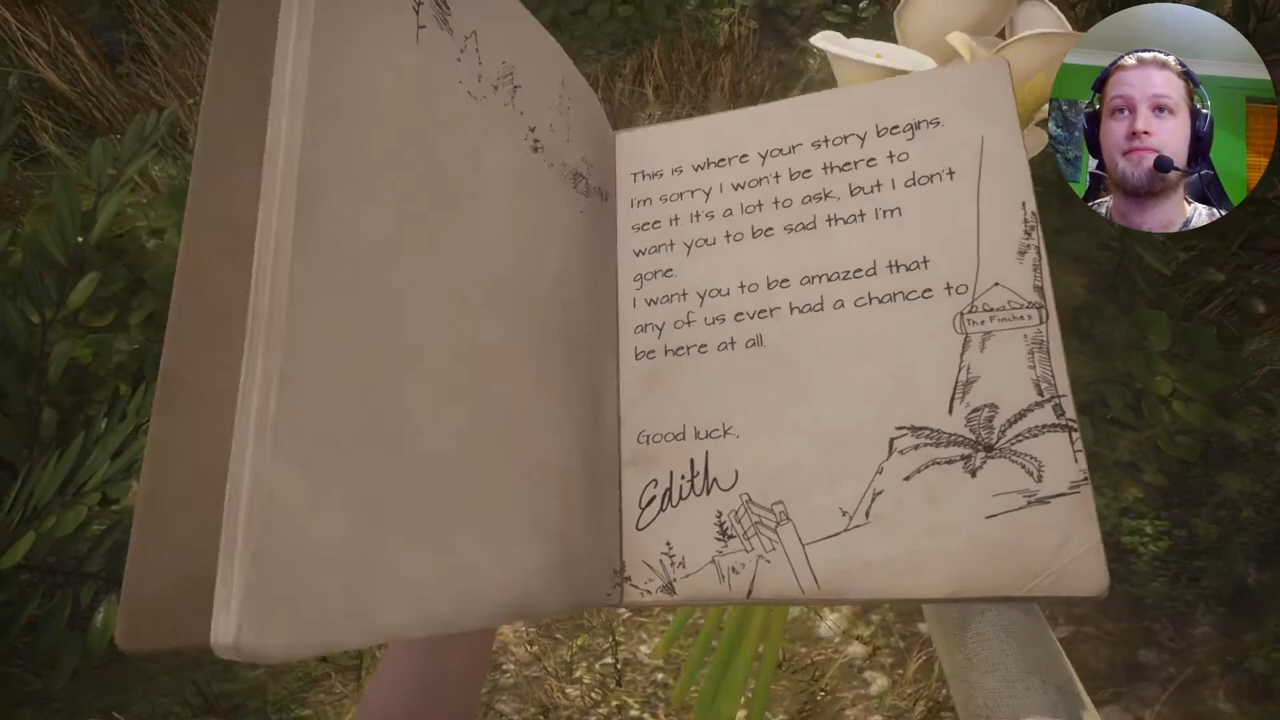 This is where your story begins.
I'm sorry I won't be there to
see it. It's a lot to ask, but I don't
want you to be sad that I'm
gone.
I want you to be amazed that
any of us ever had a chance to
be here at all.
The Finches
Good luck,
Edith